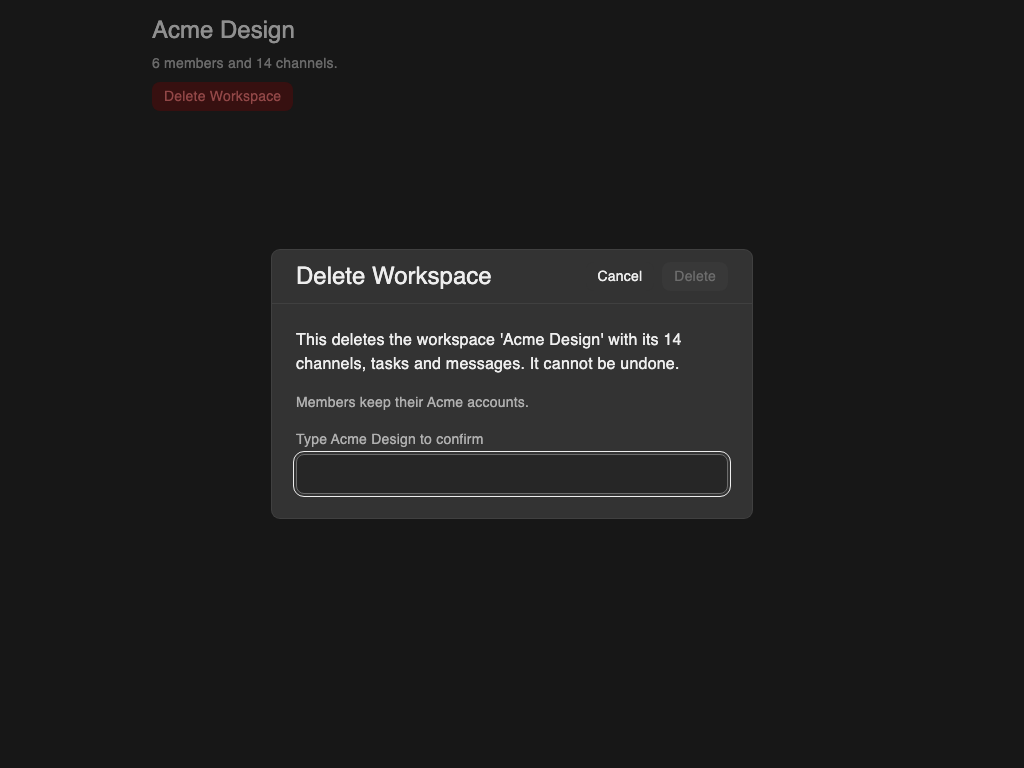 Acme Design
6 members and 14 channels.
Delete Workspace
Delete Workspace
Cancel
Delete
This deletes the workspace 'Acme Design' with its 14
channels, tasks and messages. It cannot be undone.
Members keep their Acme accounts.
Type Acme Design to confirm